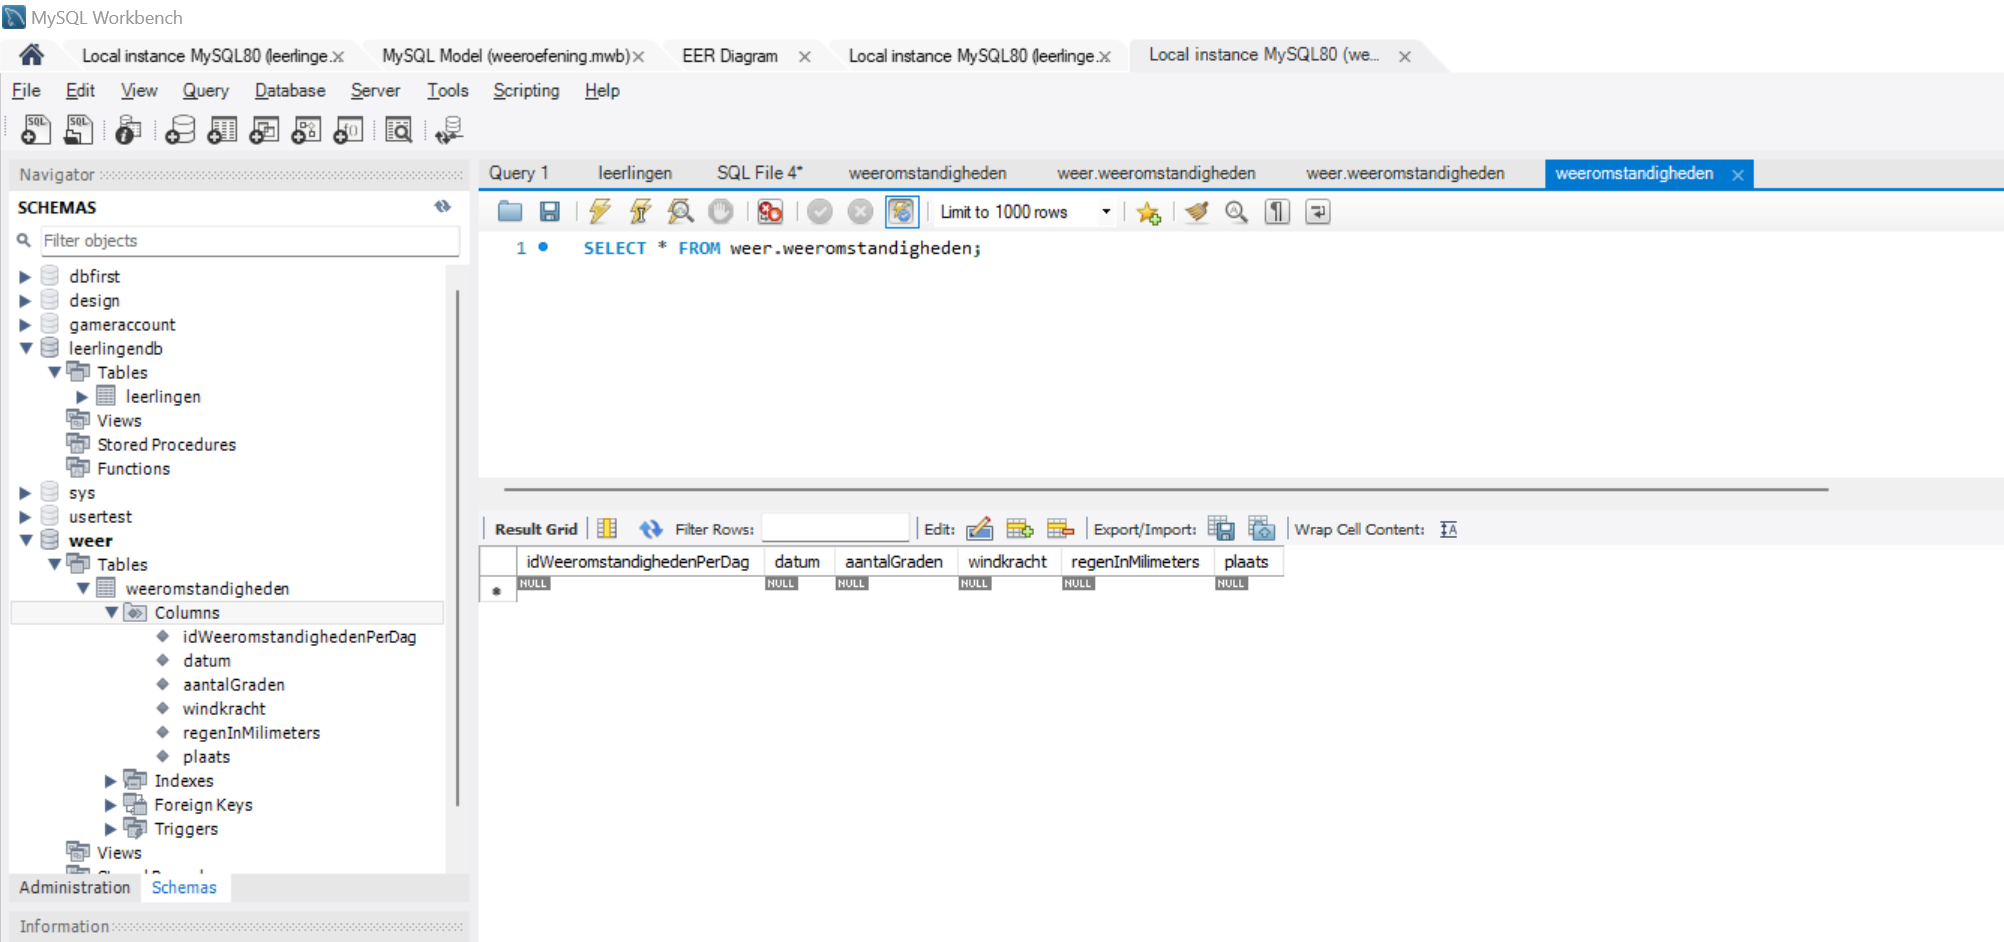 MySQL Workbench
Local instance MySQL80 (leerlinge... MySQL Model (weeroefening.mwb) EER Diagram Local instance MySQL80 (leerlinge... Local instance MySQL80 (we...
File Edit View Query Database Server Tools Scripting Help
Navigator
SCHEMAS
Filter objects
dbfirst
design
gameraccount
leerlingendb
Tables
leerlingen
Views
Stored Procedures
Functions
sys
usertest
weer
Tables
weeromstandigheden
Columns
idWeeromstandighedenPerDag
datum
aantalGraden
windkracht
regenInMilimeters
plaats
Indexes
Foreign Keys
Triggers
Views
Administration Schemas
Information
Query 1 leerlingen SQL File 4* weeromstandigheden weer.weeromstandigheden weer.weeromstandigheden weeromstandigheden
Limit to 1000 rows
1 SELECT * FROM weer.weeromstandigheden;
Result Grid Filter Rows: Edit: Export/Import: Wrap Cell Content:
idWeeromstandighedenPerDag datum aantalGraden windkracht regenInMilimeters plaats
* NULL NULL NULL NULL NULL NULL